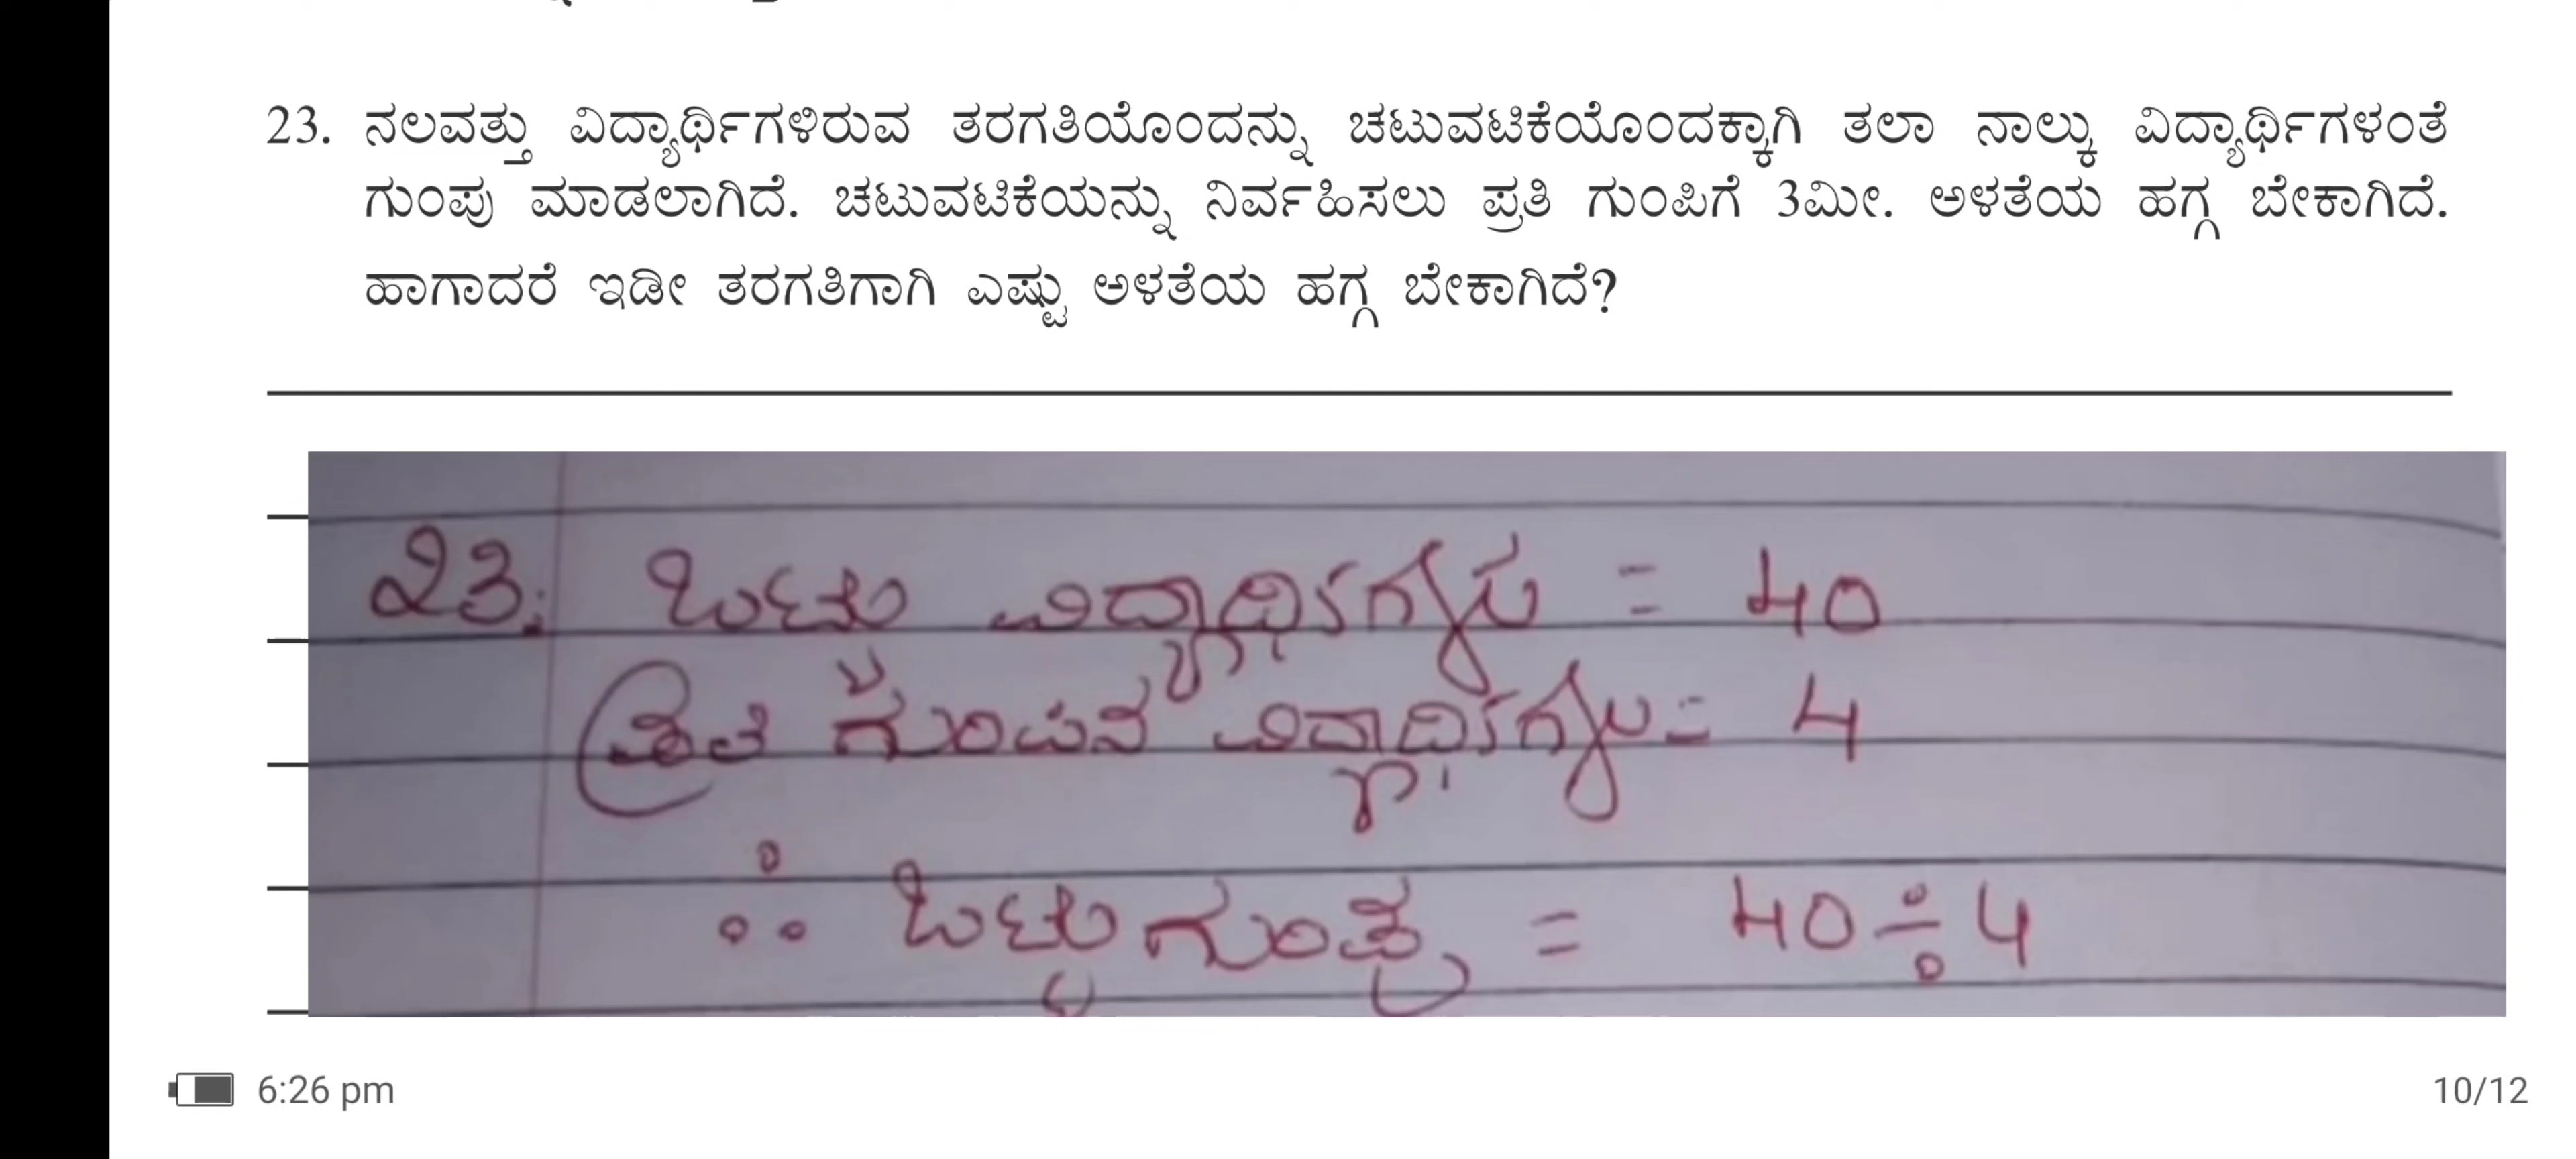 23. ನಲವತ್ತು ವಿದ್ಯಾರ್ಥಿಗಳಿರುವ ತರಗತಿಯೊಂದನ್ನು ಚಟುವಟಿಕೆಯೊಂದಕ್ಕಾಗಿ ತಲಾ ನಾಲ್ಕು ವಿದ್ಯಾರ್ಥಿಗಳಂತೆ
ಗುಂಪು ಮಾಡಲಾಗಿದೆ. ಚಟುವಟಿಕೆಯನ್ನು ನಿರ್ವಹಿಸಲು ಪ್ರತಿ ಗುಂಪಿಗೆ 3ಮೀ. ಅಳತೆಯ ಹಗ್ಗ ಬೇಕಾಗಿದೆ.
ಹಾಗಾದರೆ ಇಡೀ ತರಗತಿಗಾಗಿ ಎಷ್ಟು ಅಳತೆಯ ಹಗ್ಗ ಬೇಕಾಗಿದೆ?
23. ಒಟ್ಟು = 40
ಪ್ರತಿ ಗುಂಪಿನ = 4
∴ ಒಟ್ಟು ಗುಂಪು = 40 ÷ 4
6:26 pm
10/12